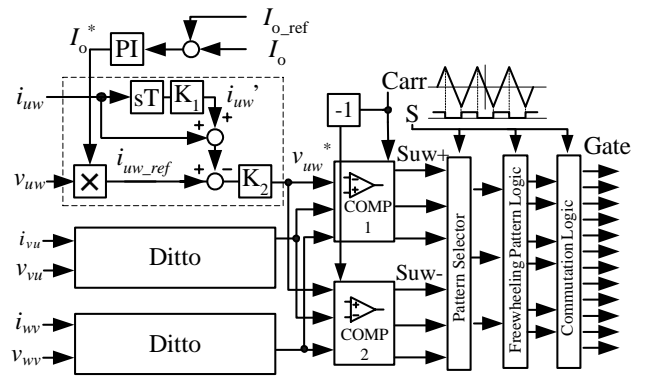 I_o_ref
I_o* PI I_o
Carr
i_uw sT K_1 i_uw'
-1
S
+
+
+
Gate
i_uw_ref + - v_uw* Suw+
v_uw × K_2
COMP
1
i_vu
Ditto
v_vu
Suw-
i_wv
Ditto
v_wv
COMP
2
Pattern Selector
Freewheeling Pattern Logic
Commutation Logic